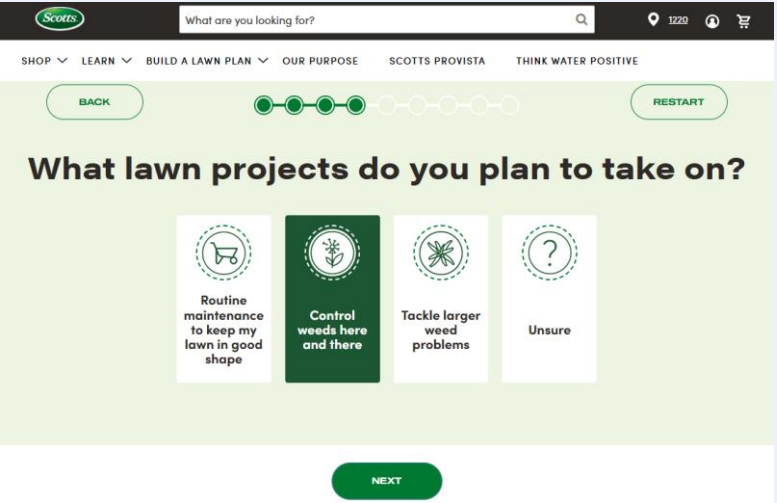 Scotts
What are you looking for?
1220
SHOP LEARN BUILD A LAWN PLAN OUR PURPOSE SCOTTS PROVISTA THINK WATER POSITIVE
BACK
RESTART
What lawn projects do you plan to take on?
Routine
maintenance
to keep my
lawn in good
shape
Control
weeds here
and there
Tackle larger
weed
problems
?
Unsure
NEXT